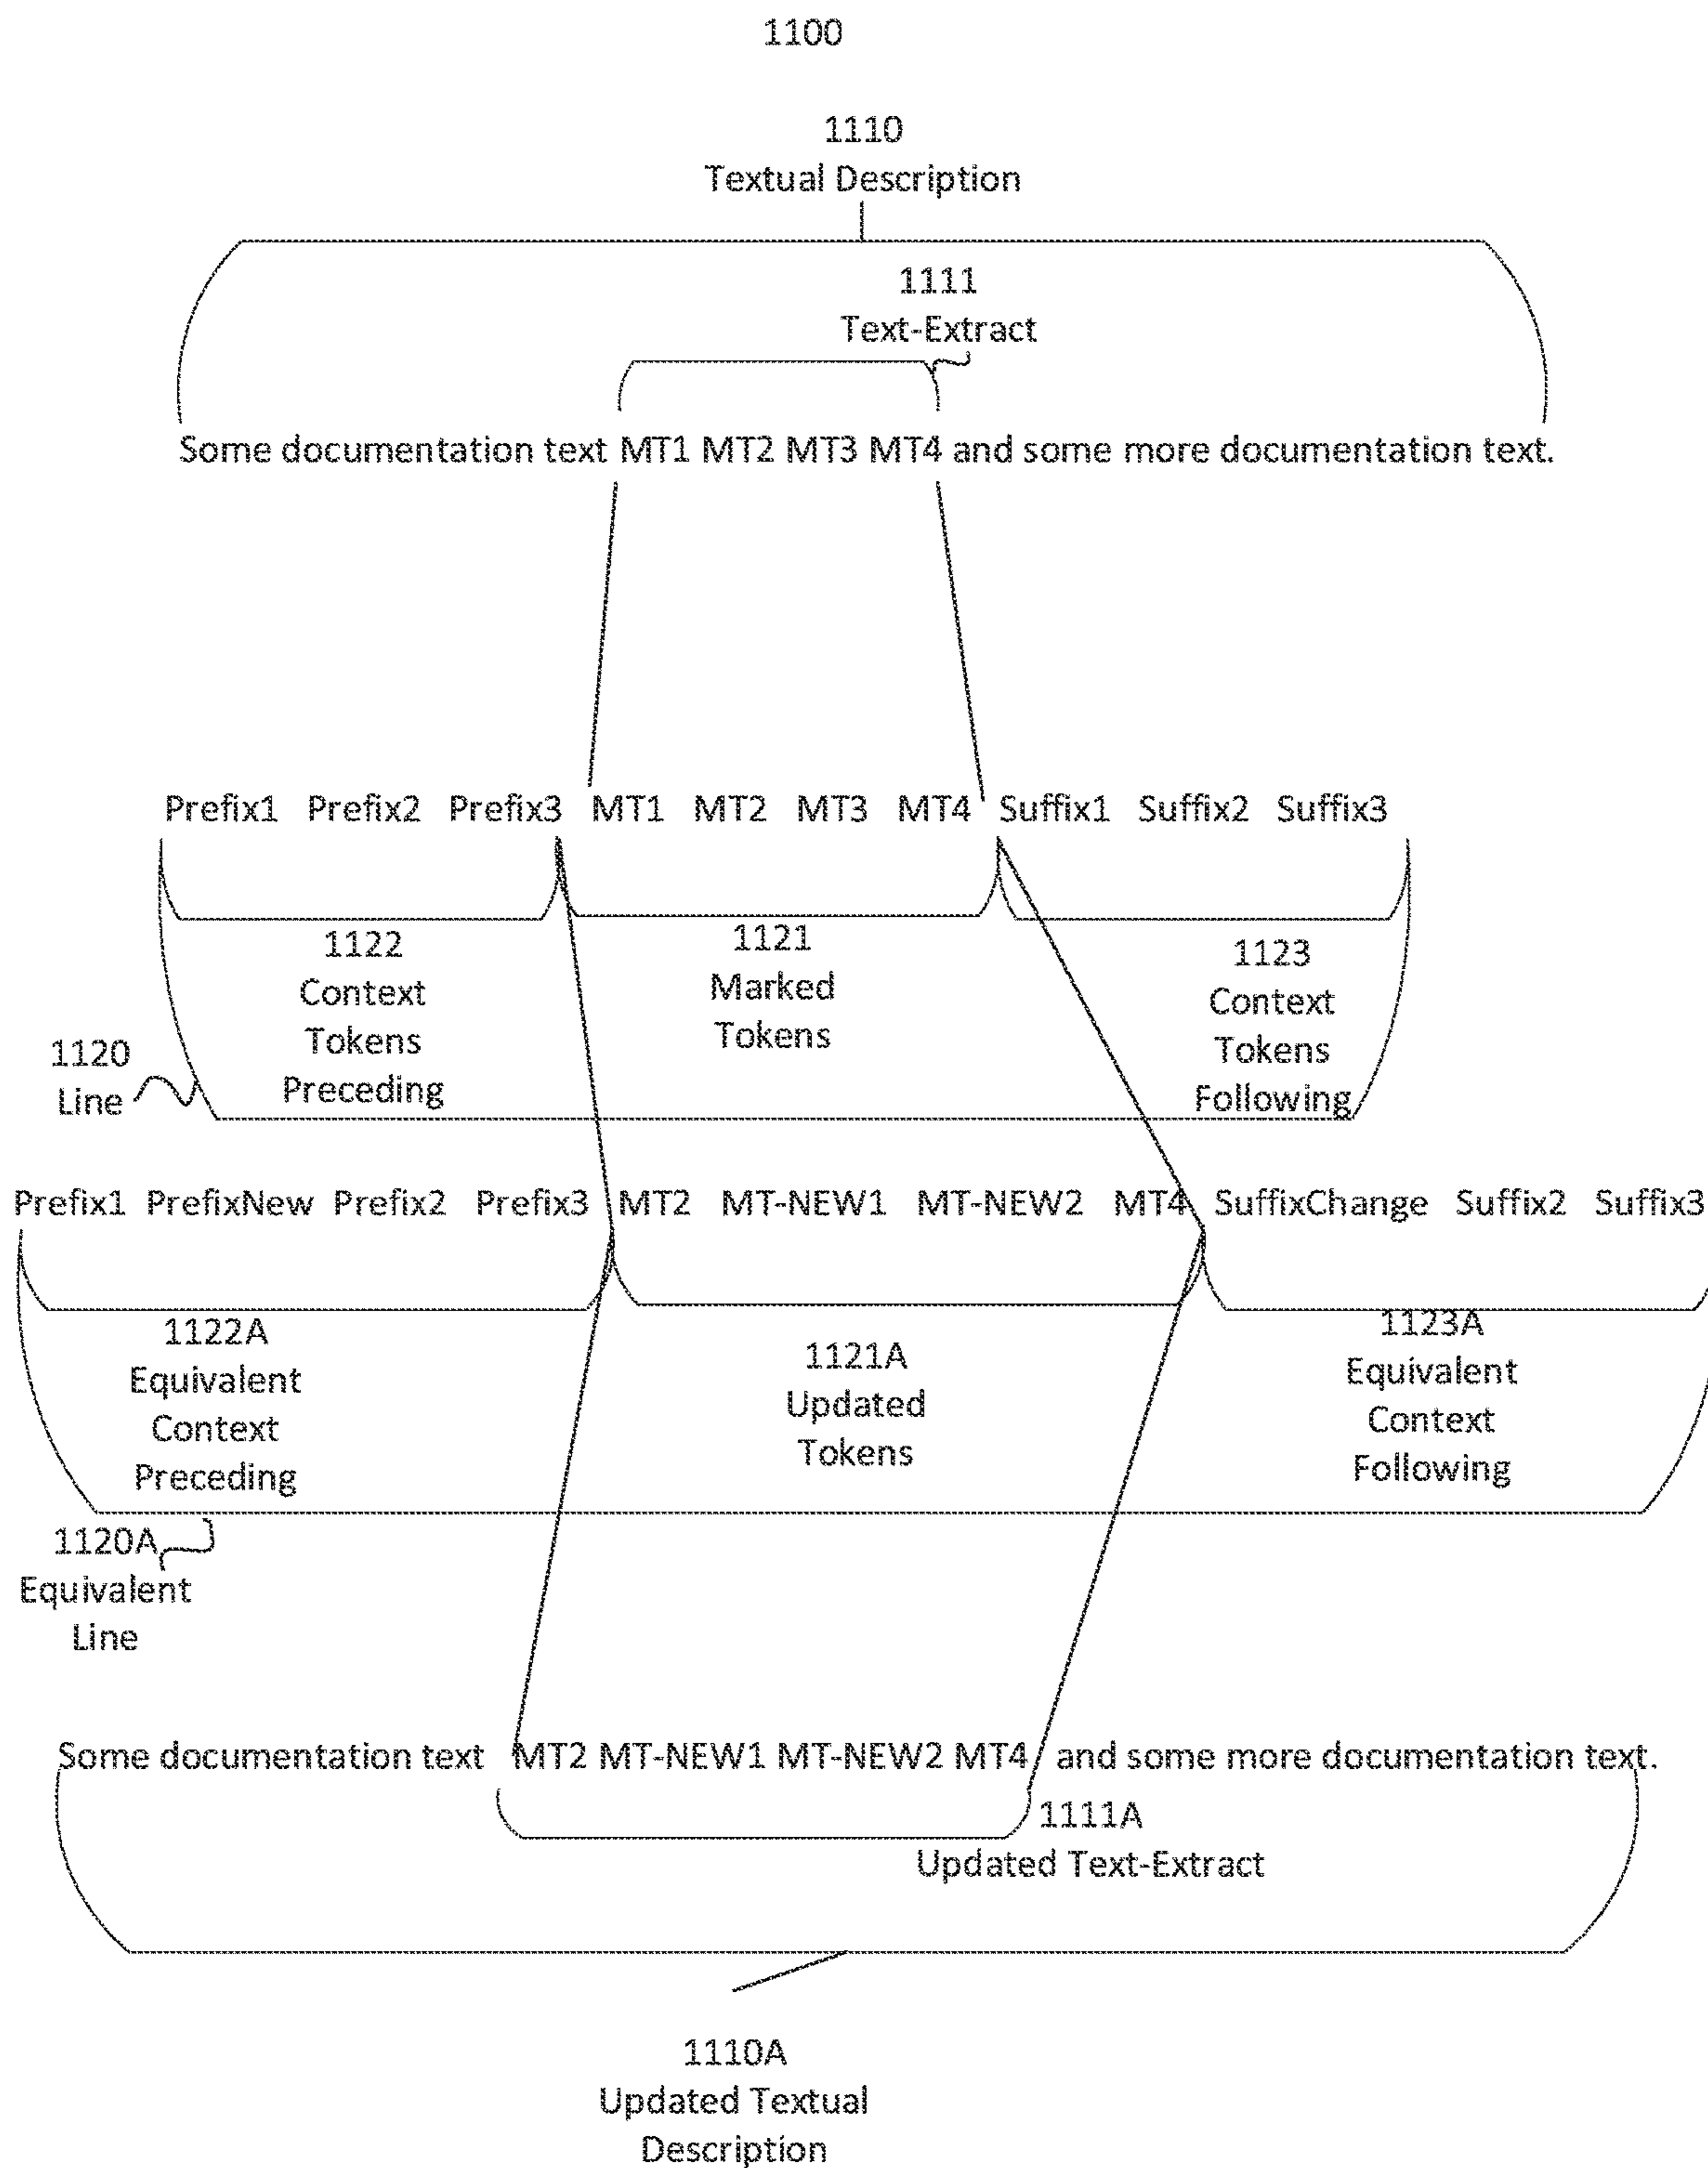 1100
1110
Textual Description
1111
Text-Extract
Some documentation text MT1 MT2 MT3 MT4 and some more documentation text.
Prefix1 Prefix2 Prefix3 MT1 MT2 MT3 MT4 Suffix1 Suffix2 Suffix3
1122
Context
Tokens
Preceding
1121
Marked
Tokens
1123
Context
Tokens
Following
1120
Line
Prefix1 PrefixNew Prefix2 Prefix3 MT2 MT-NEW1 MT-NEW2 MT4 SuffixChange Suffix2 Suffix3
1122A
Equivalent
Context
Preceding
1121A
Updated
Tokens
1123A
Equivalent
Context
Following
1120A
Equivalent
Line
Some documentation text MT2 MT-NEW1 MT-NEW2 MT4 and some more documentation text.
1111A
Updated Text-Extract
1110A
Updated Textual
Description